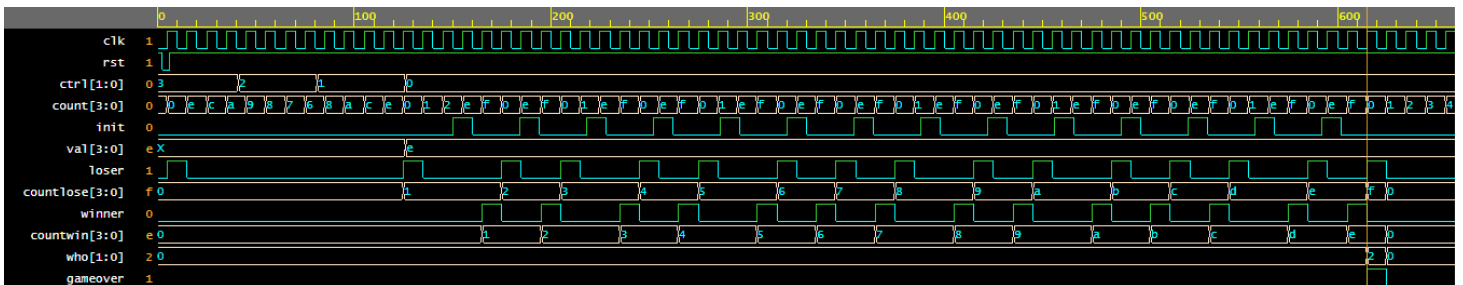 0 100 200 300 400 500 600
clk 1
rst 1
ctrl[1:0] 0 3 2 1 0
count[3:0] 0 0 e c a 9 8 7 6 8 a c e 0 1 2 e f 0 e f 0 1 e f 0 e f 0 1 e f 0 e f 0 e f 0 1 e f 0 e f 0 1 e f 0 e f 0 e f 0 1 e f 0 e f 0 1 2 3 4
init 0
val[3:0] e X e
loser 1
countlose[3:0] f 0 1 2 3 4 5 6 7 8 9 a b c d e f 0
winner 0
countwin[3:0] e 0 1 2 3 4 5 6 7 8 9 a b c d e 0
who[1:0] 2 0 2 0
gameover 1